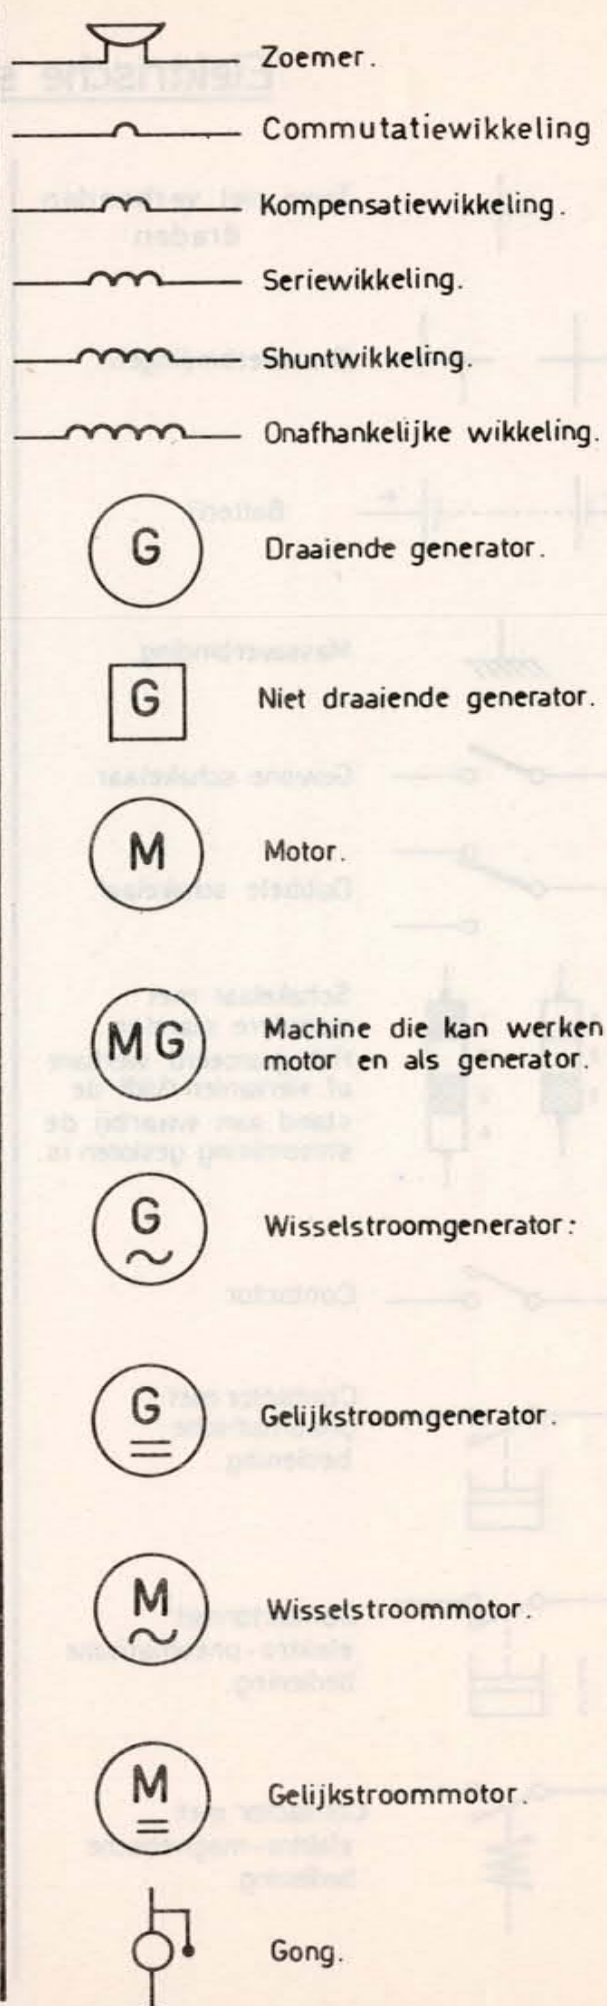 Zoemer.
Commutatiewikkeling
Kompensatiewikkeling.
Seriewikkeling.
Shuntwikkeling.
Onafhankelijke wikkeling.
G Draaiende generator.
G Niet draaiende generator.
M Motor.
MG Machine die kan werken
motor en als generator.
G Wisselstroomgenerator:
G Gelijkstroomgenerator.
M Wisselstroommotor.
M Gelijkstroommotor.
Gong.